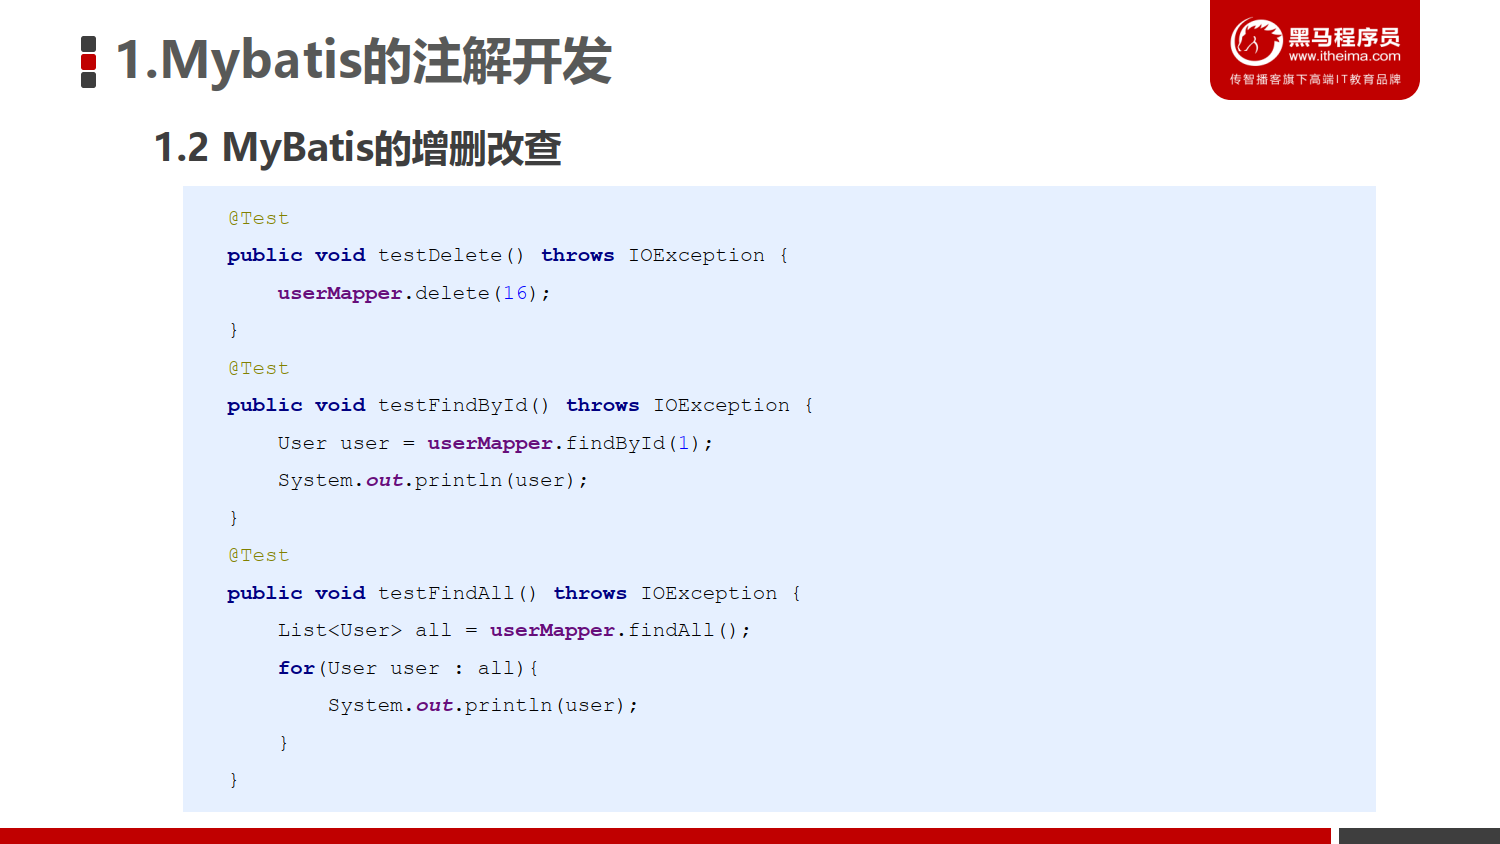 1.Mybatis的注解开发
黑马程序员
www.itheima.com
传智播客旗下高端IT教育品牌
1.2 MyBatis的增删改查
@Test
public void testDelete() throws IOException {
    userMapper.delete(16);
}
@Test
public void testFindById() throws IOException {
    User user = userMapper.findById(1);
    System.out.println(user);
}
@Test
public void testFindAll() throws IOException {
    List<User> all = userMapper.findAll();
    for(User user : all){
        System.out.println(user);
    }
}